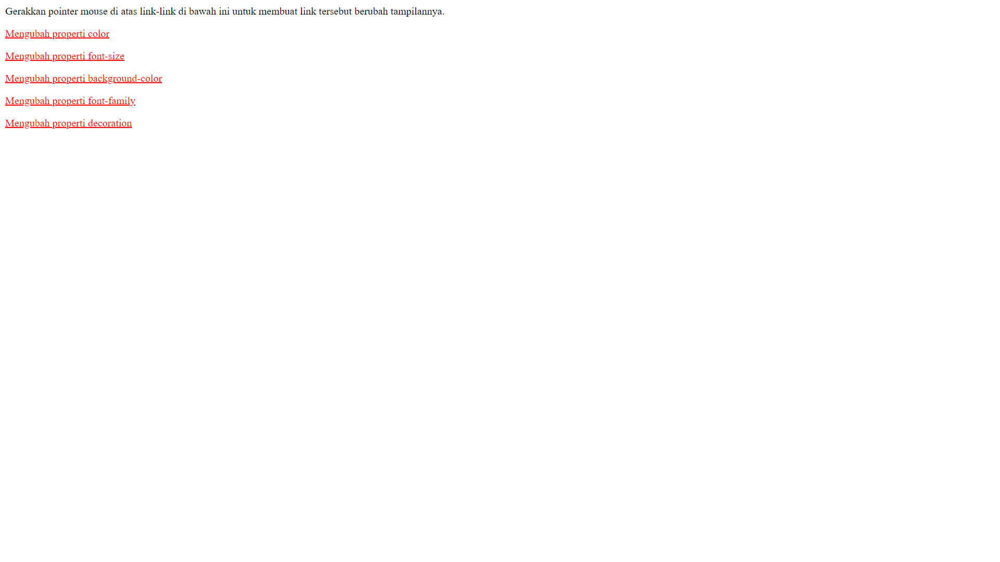 Gerakkan pointer mouse di atas link-link di bawah ini untuk membuat link tersebut berubah tampilannya.
Mengubah properti color
Mengubah properti font-size
Mengubah properti background-color
Mengubah properti font-family
Mengubah properti decoration